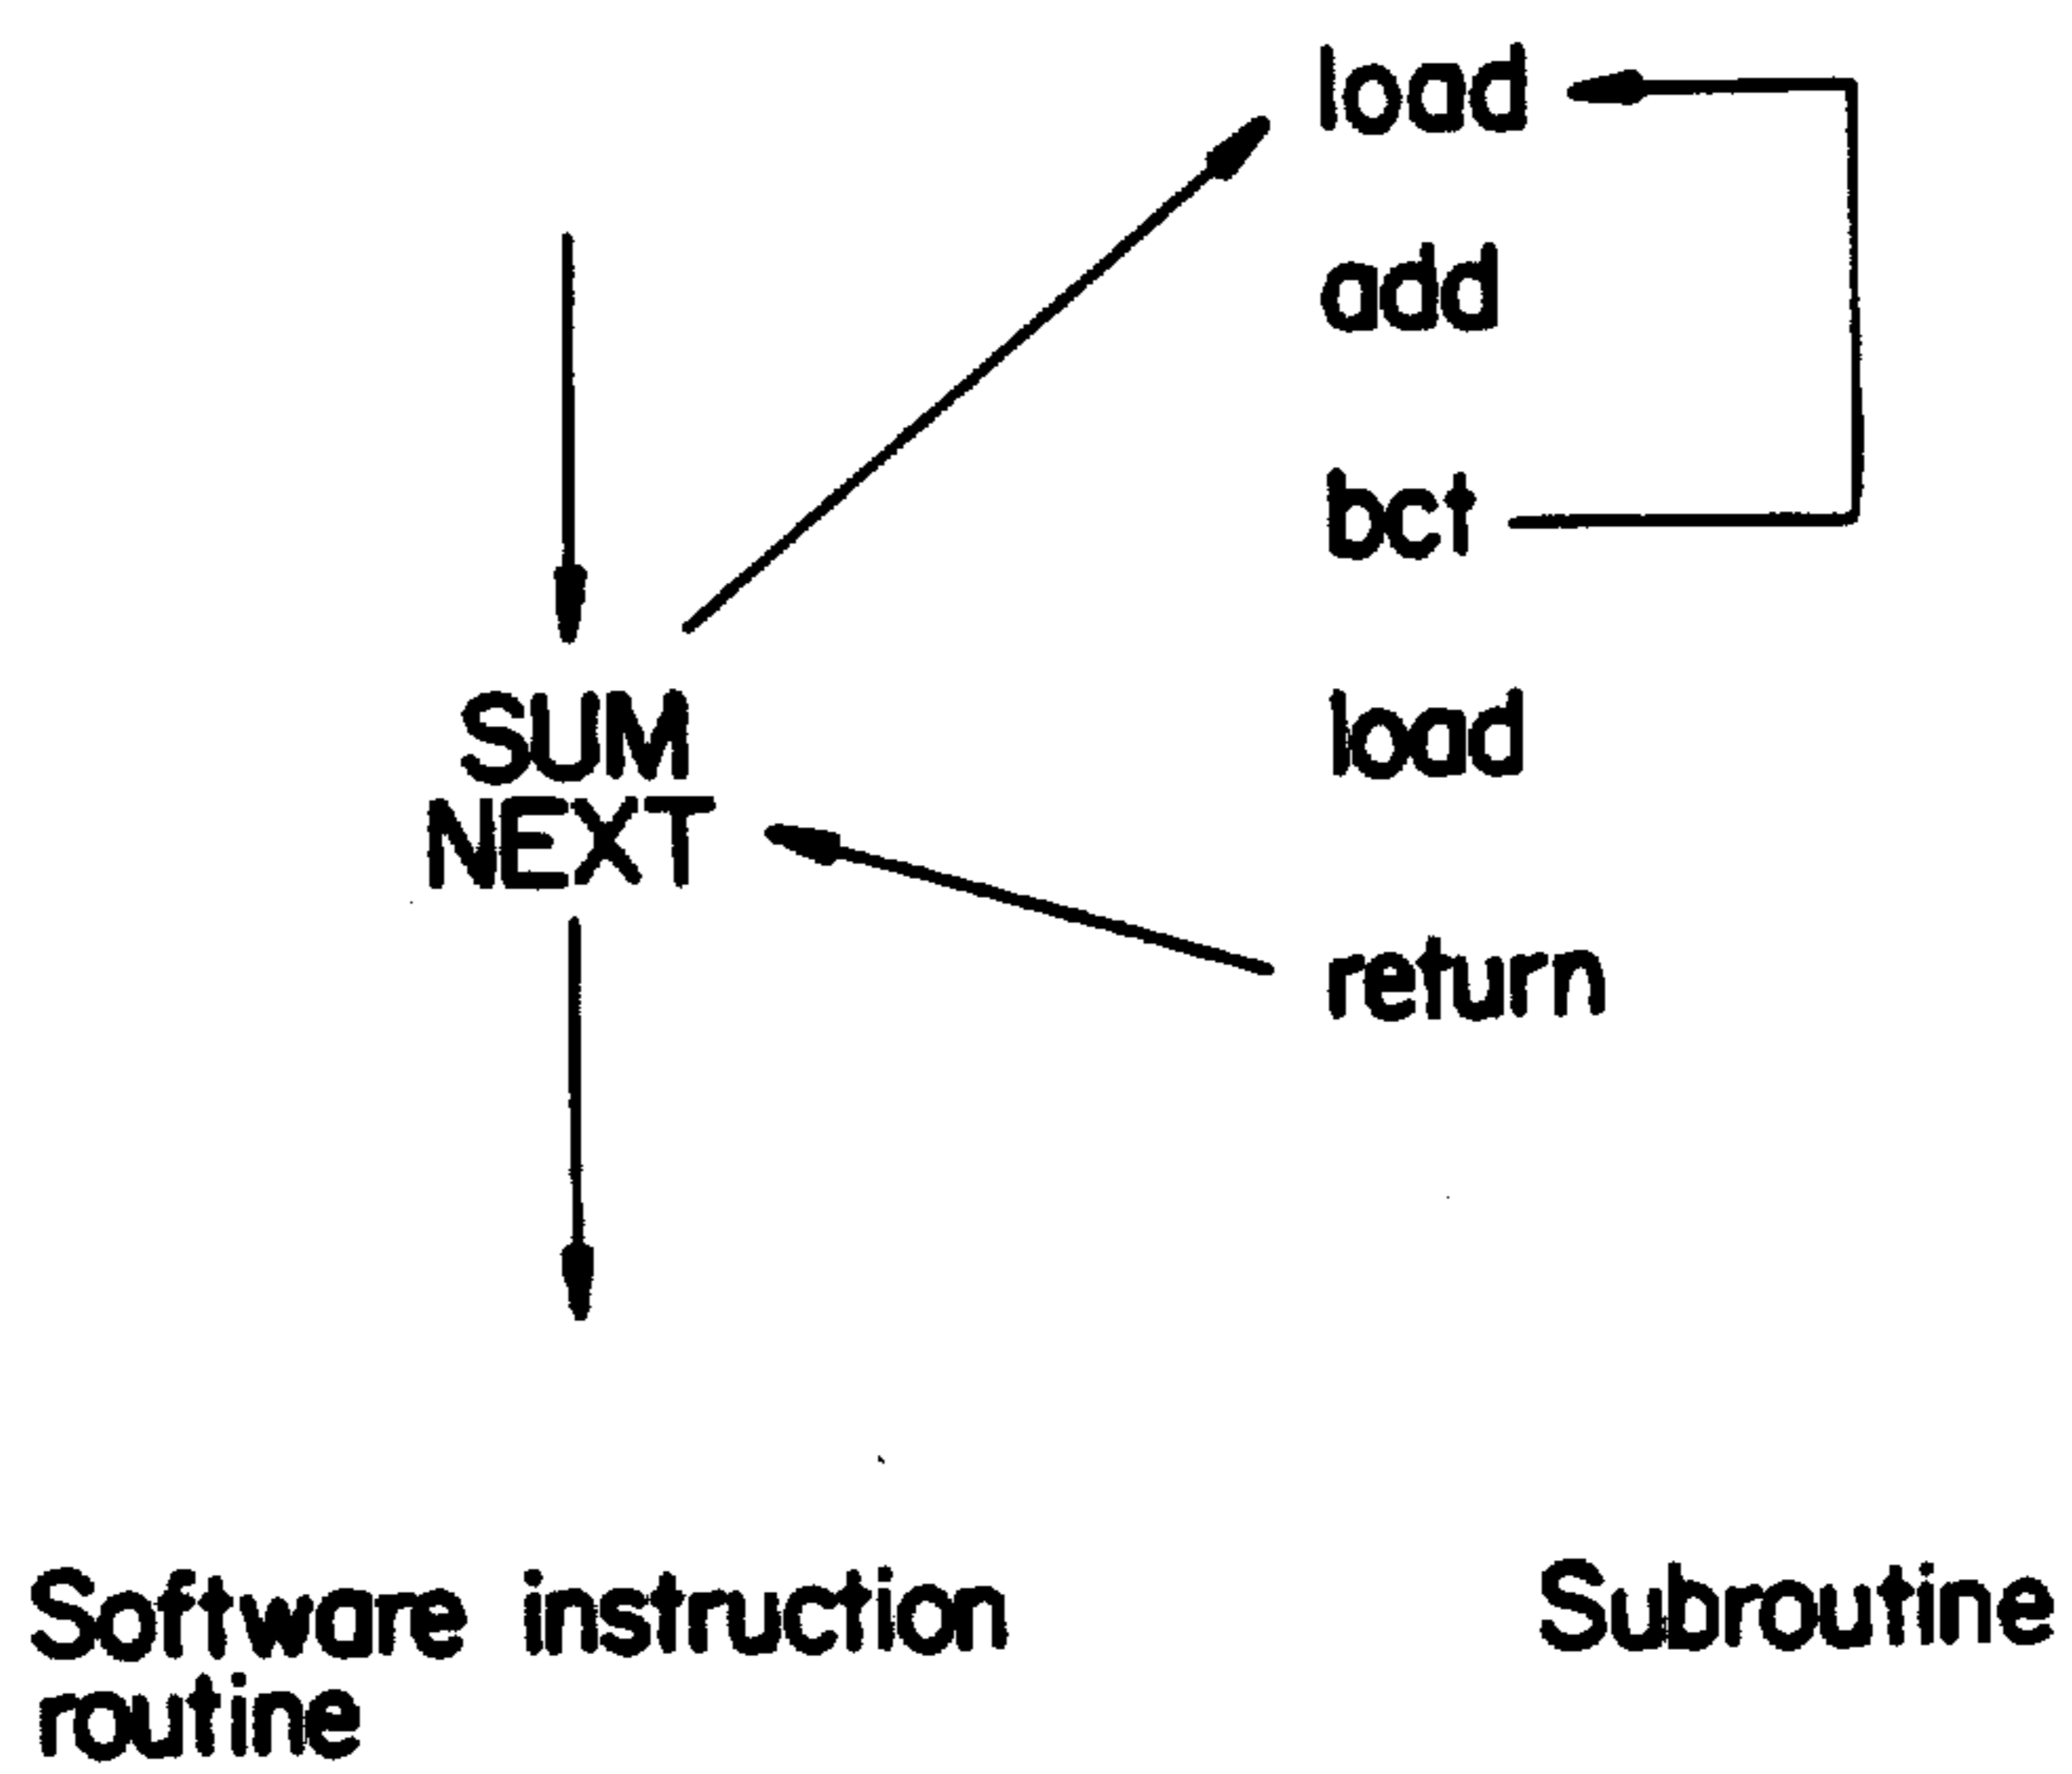 load
add
bct
SUM
NEXT
load
return
Software instruction
routine
Subroutine